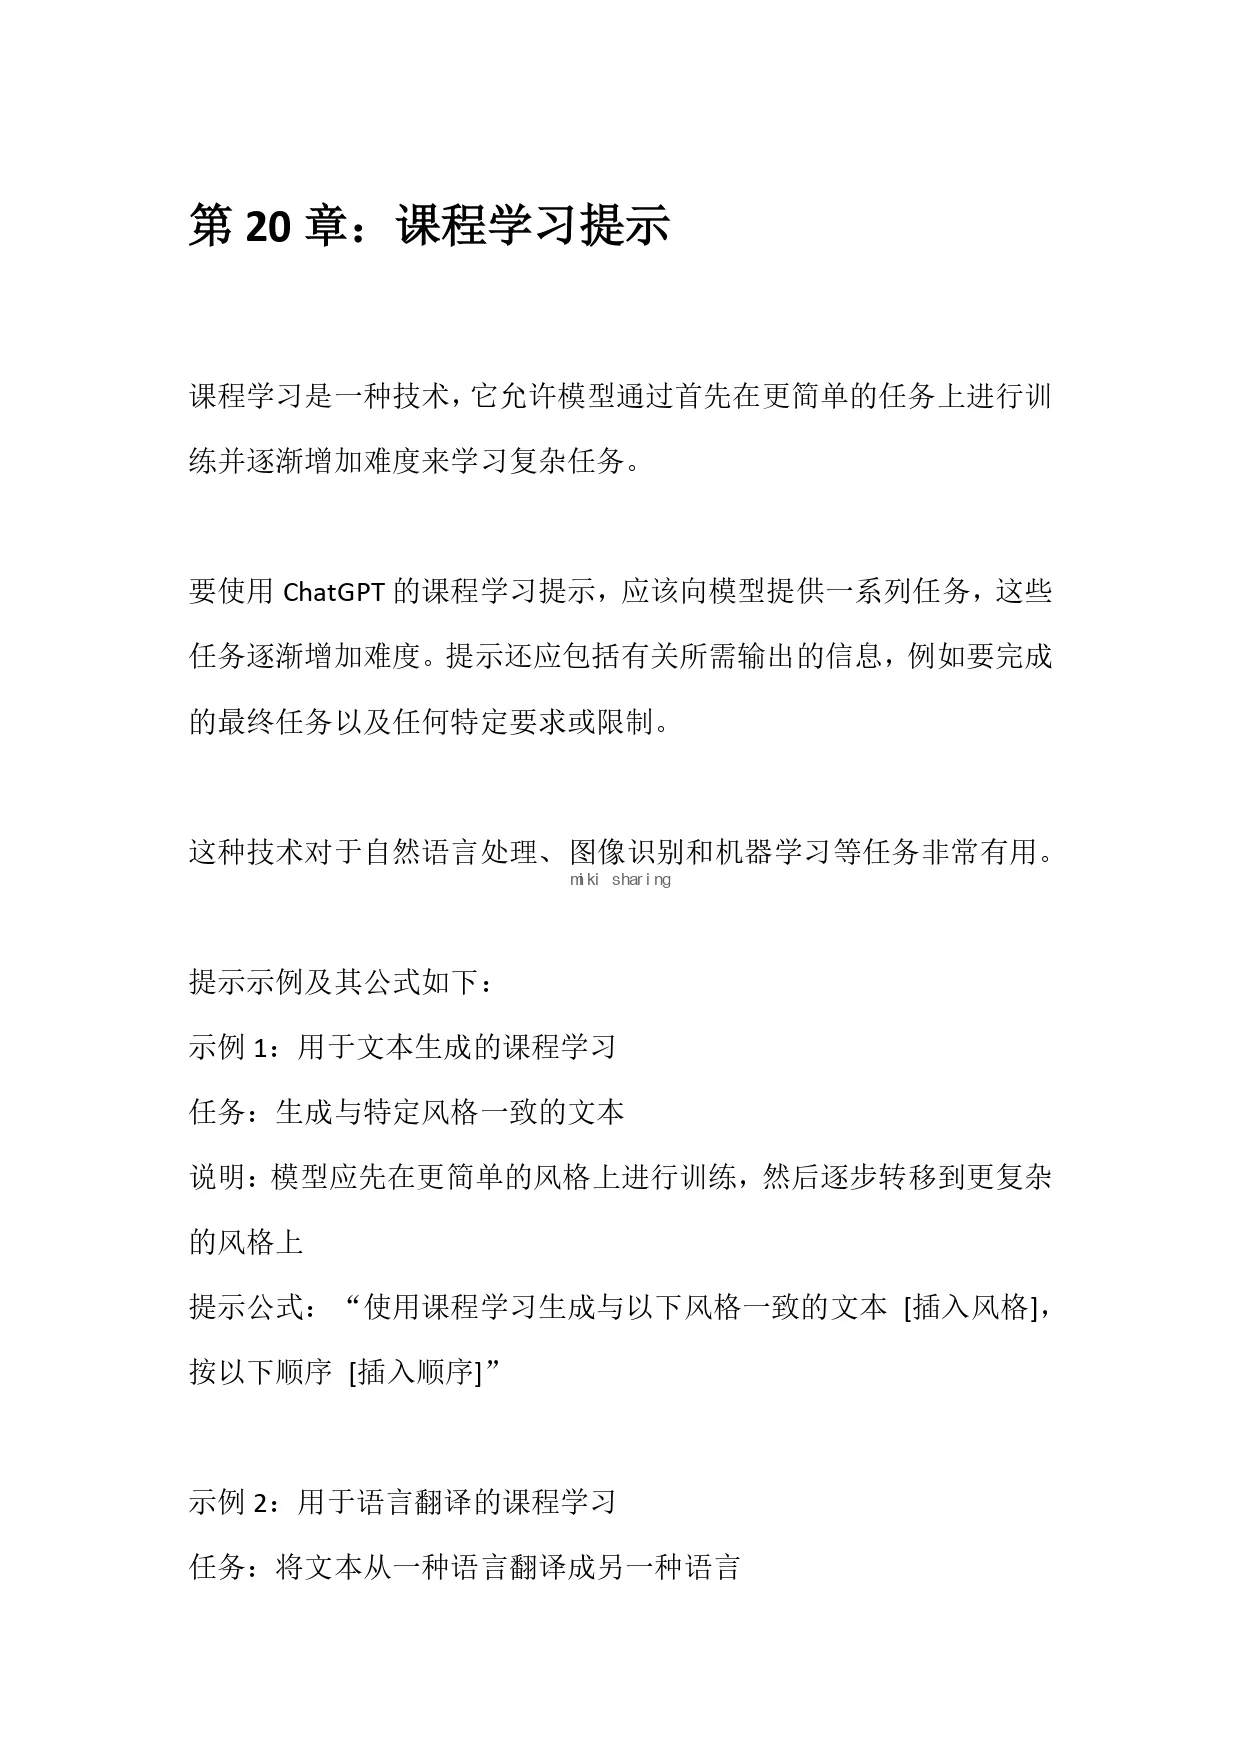 第 20 章：课程学习提示
课程学习是一种技术，它允许模型通过首先在更简单的任务上进行训
练并逐渐增加难度来学习复杂任务。
要使用 ChatGPT 的课程学习提示，应该向模型提供一系列任务，这些
任务逐渐增加难度。提示还应包括有关所需输出的信息，例如要完成
的最终任务以及任何特定要求或限制。
这种技术对于自然语言处理、图像识别和机器学习等任务非常有用。
miki sharing
提示示例及其公式如下：
示例 1：用于文本生成的课程学习
任务：生成与特定风格一致的文本
说明：模型应先在更简单的风格上进行训练，然后逐步转移到更复杂
的风格上
提示公式：“使用课程学习生成与以下风格一致的文本 [插入风格]，
按以下顺序 [插入顺序]”
示例 2：用于语言翻译的课程学习
任务：将文本从一种语言翻译成另一种语言